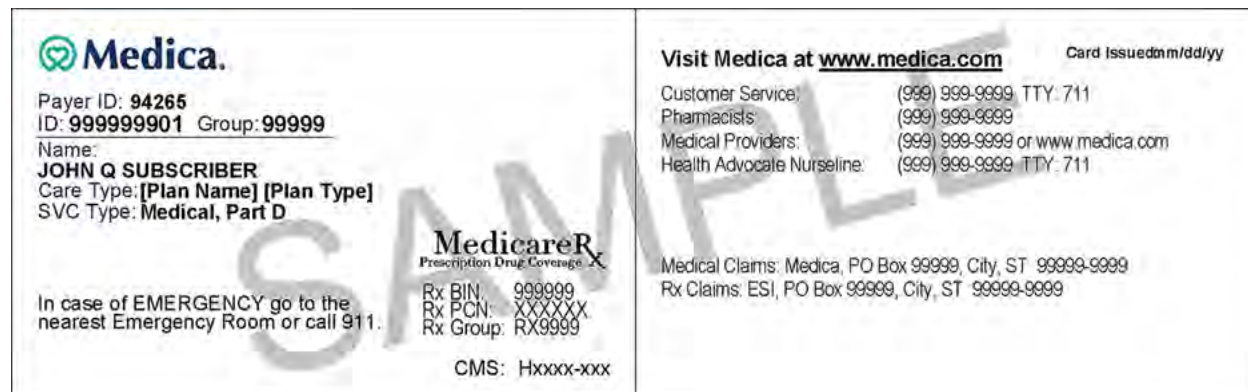 Medica.
Payer ID: 94265
ID: 999999901 Group: 99999
Name:
JOHN Q SUBSCRIBER
Care Type: [Plan Name] [Plan Type]
SVC Type: Medical, Part D
MedicareRx
Prescription Drug Coverage
In case of EMERGENCY go to the
nearest Emergency Room or call 911.
Rx BIN: 999999
Rx PCN: XXXXXX
Rx Group: RX9999
CMS: Hxxxx-xxx
Visit Medica at www.medica.com
Card Issuedmm/dd/yy
Customer Service: (999) 999-9999 TTY: 711
Pharmacists: (999) 999-9999
Medical Providers: (999) 999-9999 or www.medica.com
Health Advocate Nurseline: (999) 999-9999 TTY: 711
Medical Claims: Medica, PO Box 99999, City, ST 99999-9999
Rx Claims: ESI, PO Box 99999, City, ST 99999-9999
SAMPLE